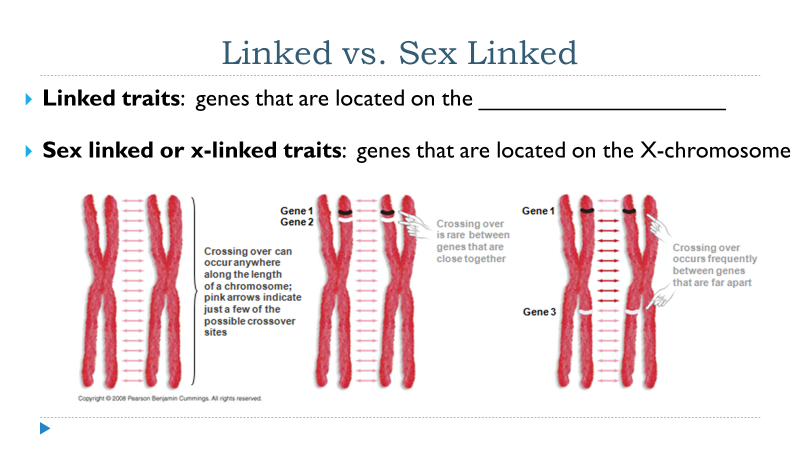 Linked vs. Sex Linked
Linked traits: genes that are located on the ____________________
Sex linked or x-linked traits: genes that are located on the X-chromosome
Crossing over can
occur anywhere
along the length
of a chromosome;
pink arrows indicate
just a few of the
possible crossover
sites
Gene 1
Gene 2
Crossing over
is rare between
genes that are
close together
Gene 1
Crossing over
occurs frequently
between genes
that are far apart
Gene 3
Copyright © 2008 Pearson Benjamin Cummings. All rights reserved.